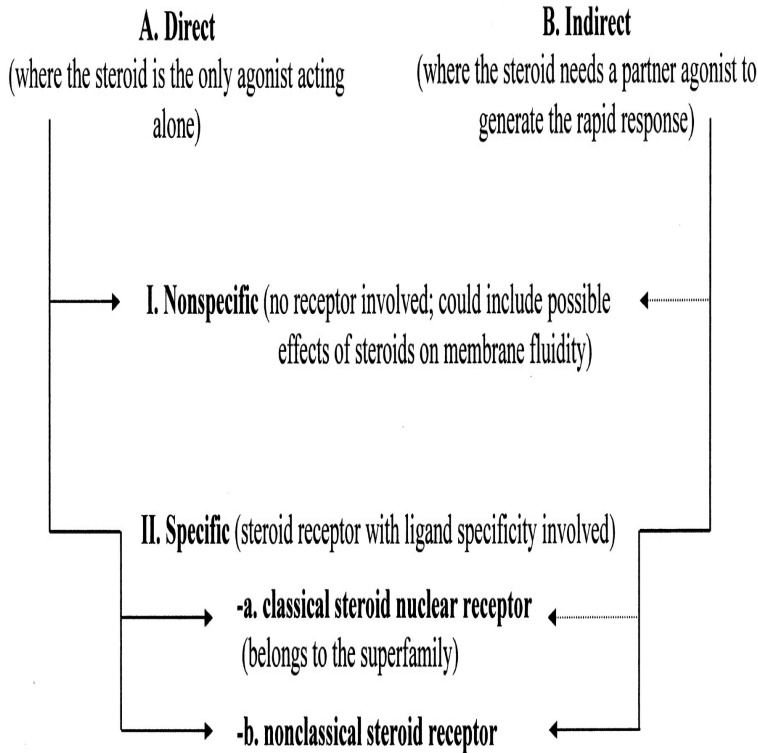 A. Direct
(where the steroid is the only agonist acting
alone)
B. Indirect
(where the steroid needs a partner agonist to
generate the rapid response)
I. Nonspecific (no receptor involved; could include possible
effects of steroids on membrane fluidity)
II. Specific (steroid receptor with ligand specificity involved)
-a. classical steroid nuclear receptor
(belongs to the superfamily)
-b. nonclassical steroid receptor